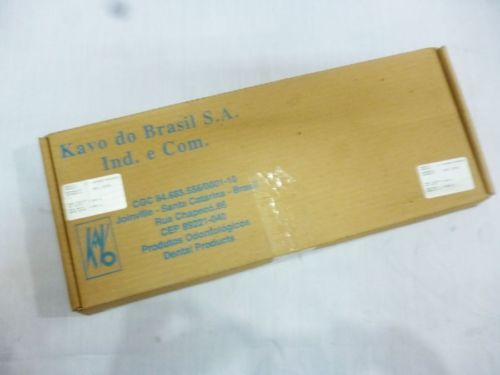 Kavo do Brasil S.A.
Ind. e Com.
CGC 84.683.556/0001-10
Joinville - Santa Catarina - Brasil
Rua Chapecó,86
CEP 89221-040
Produtos Odontológicos
Dental Products
KAVO